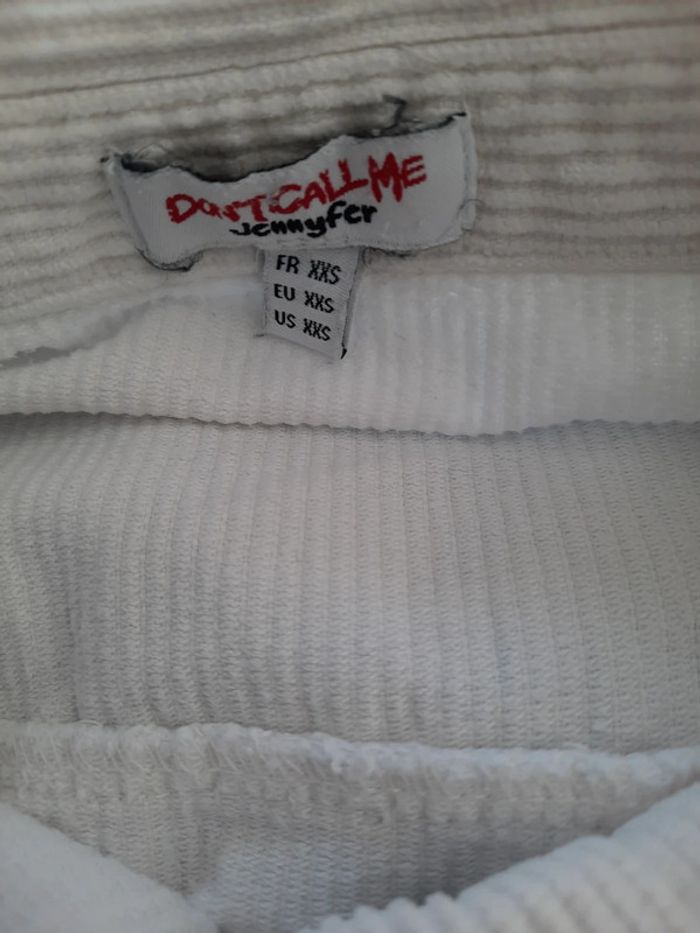 DON'T CALL ME
Jennyfer
FR XXS
EU XXS
US XXS